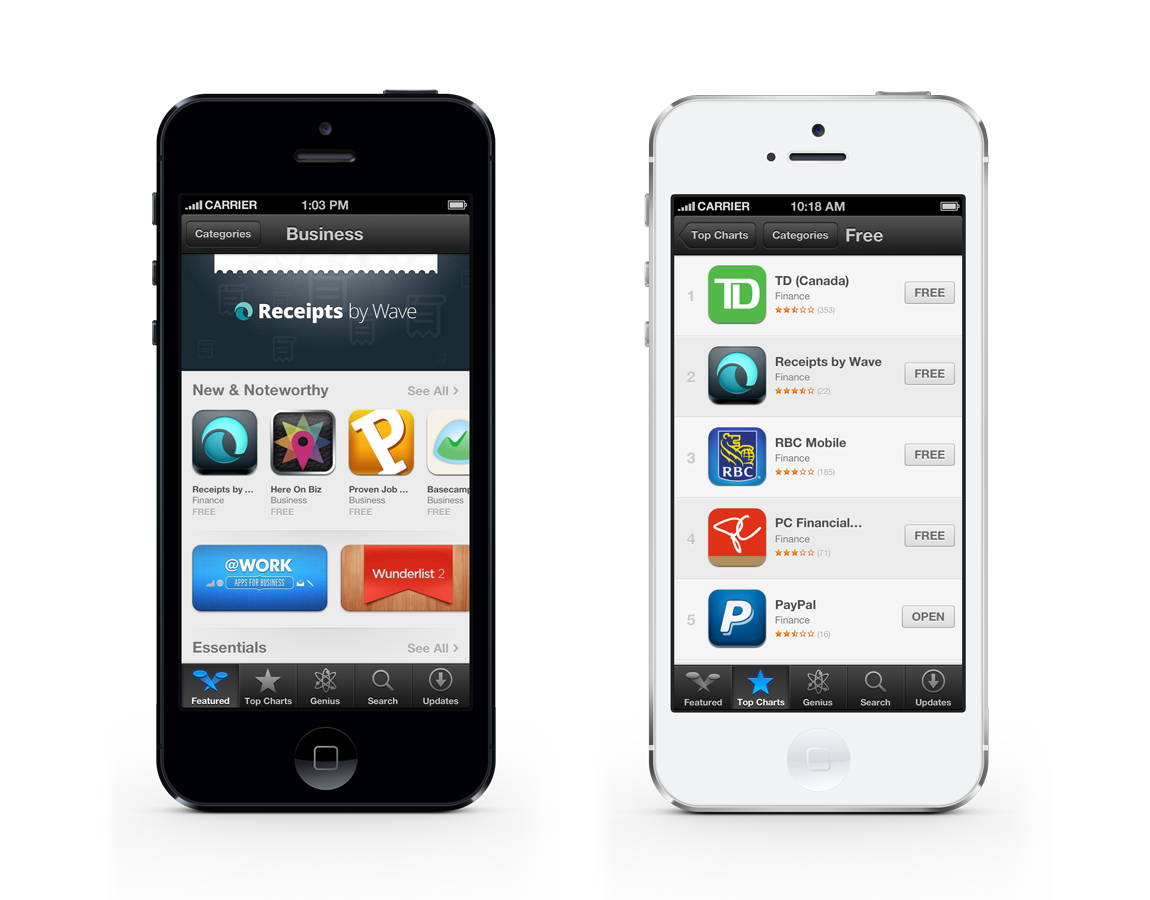 CARRIER 1:03 PM
Categories Business
Receipts by Wave
New & Noteworthy See All >
Receipts by ...
Finance
FREE
Here On Biz
Business
FREE
Proven Job ...
Business
FREE
Basecamp
Business
FREE
@WORK
APPS FOR BUSINESS
Wunderlist 2
Essentials See All >
Featured Top Charts Genius Search Updates
CARRIER 10:18 AM
Top Charts Categories Free
1 TD TD (Canada)
Finance
(353)
FREE
2 Receipts by Wave
Finance
(22)
FREE
3 RBC RBC Mobile
Finance
(185)
FREE
4 PC Financial...
Finance
(71)
FREE
5 P PayPal
Finance
(16)
OPEN
Featured Top Charts Genius Search Updates